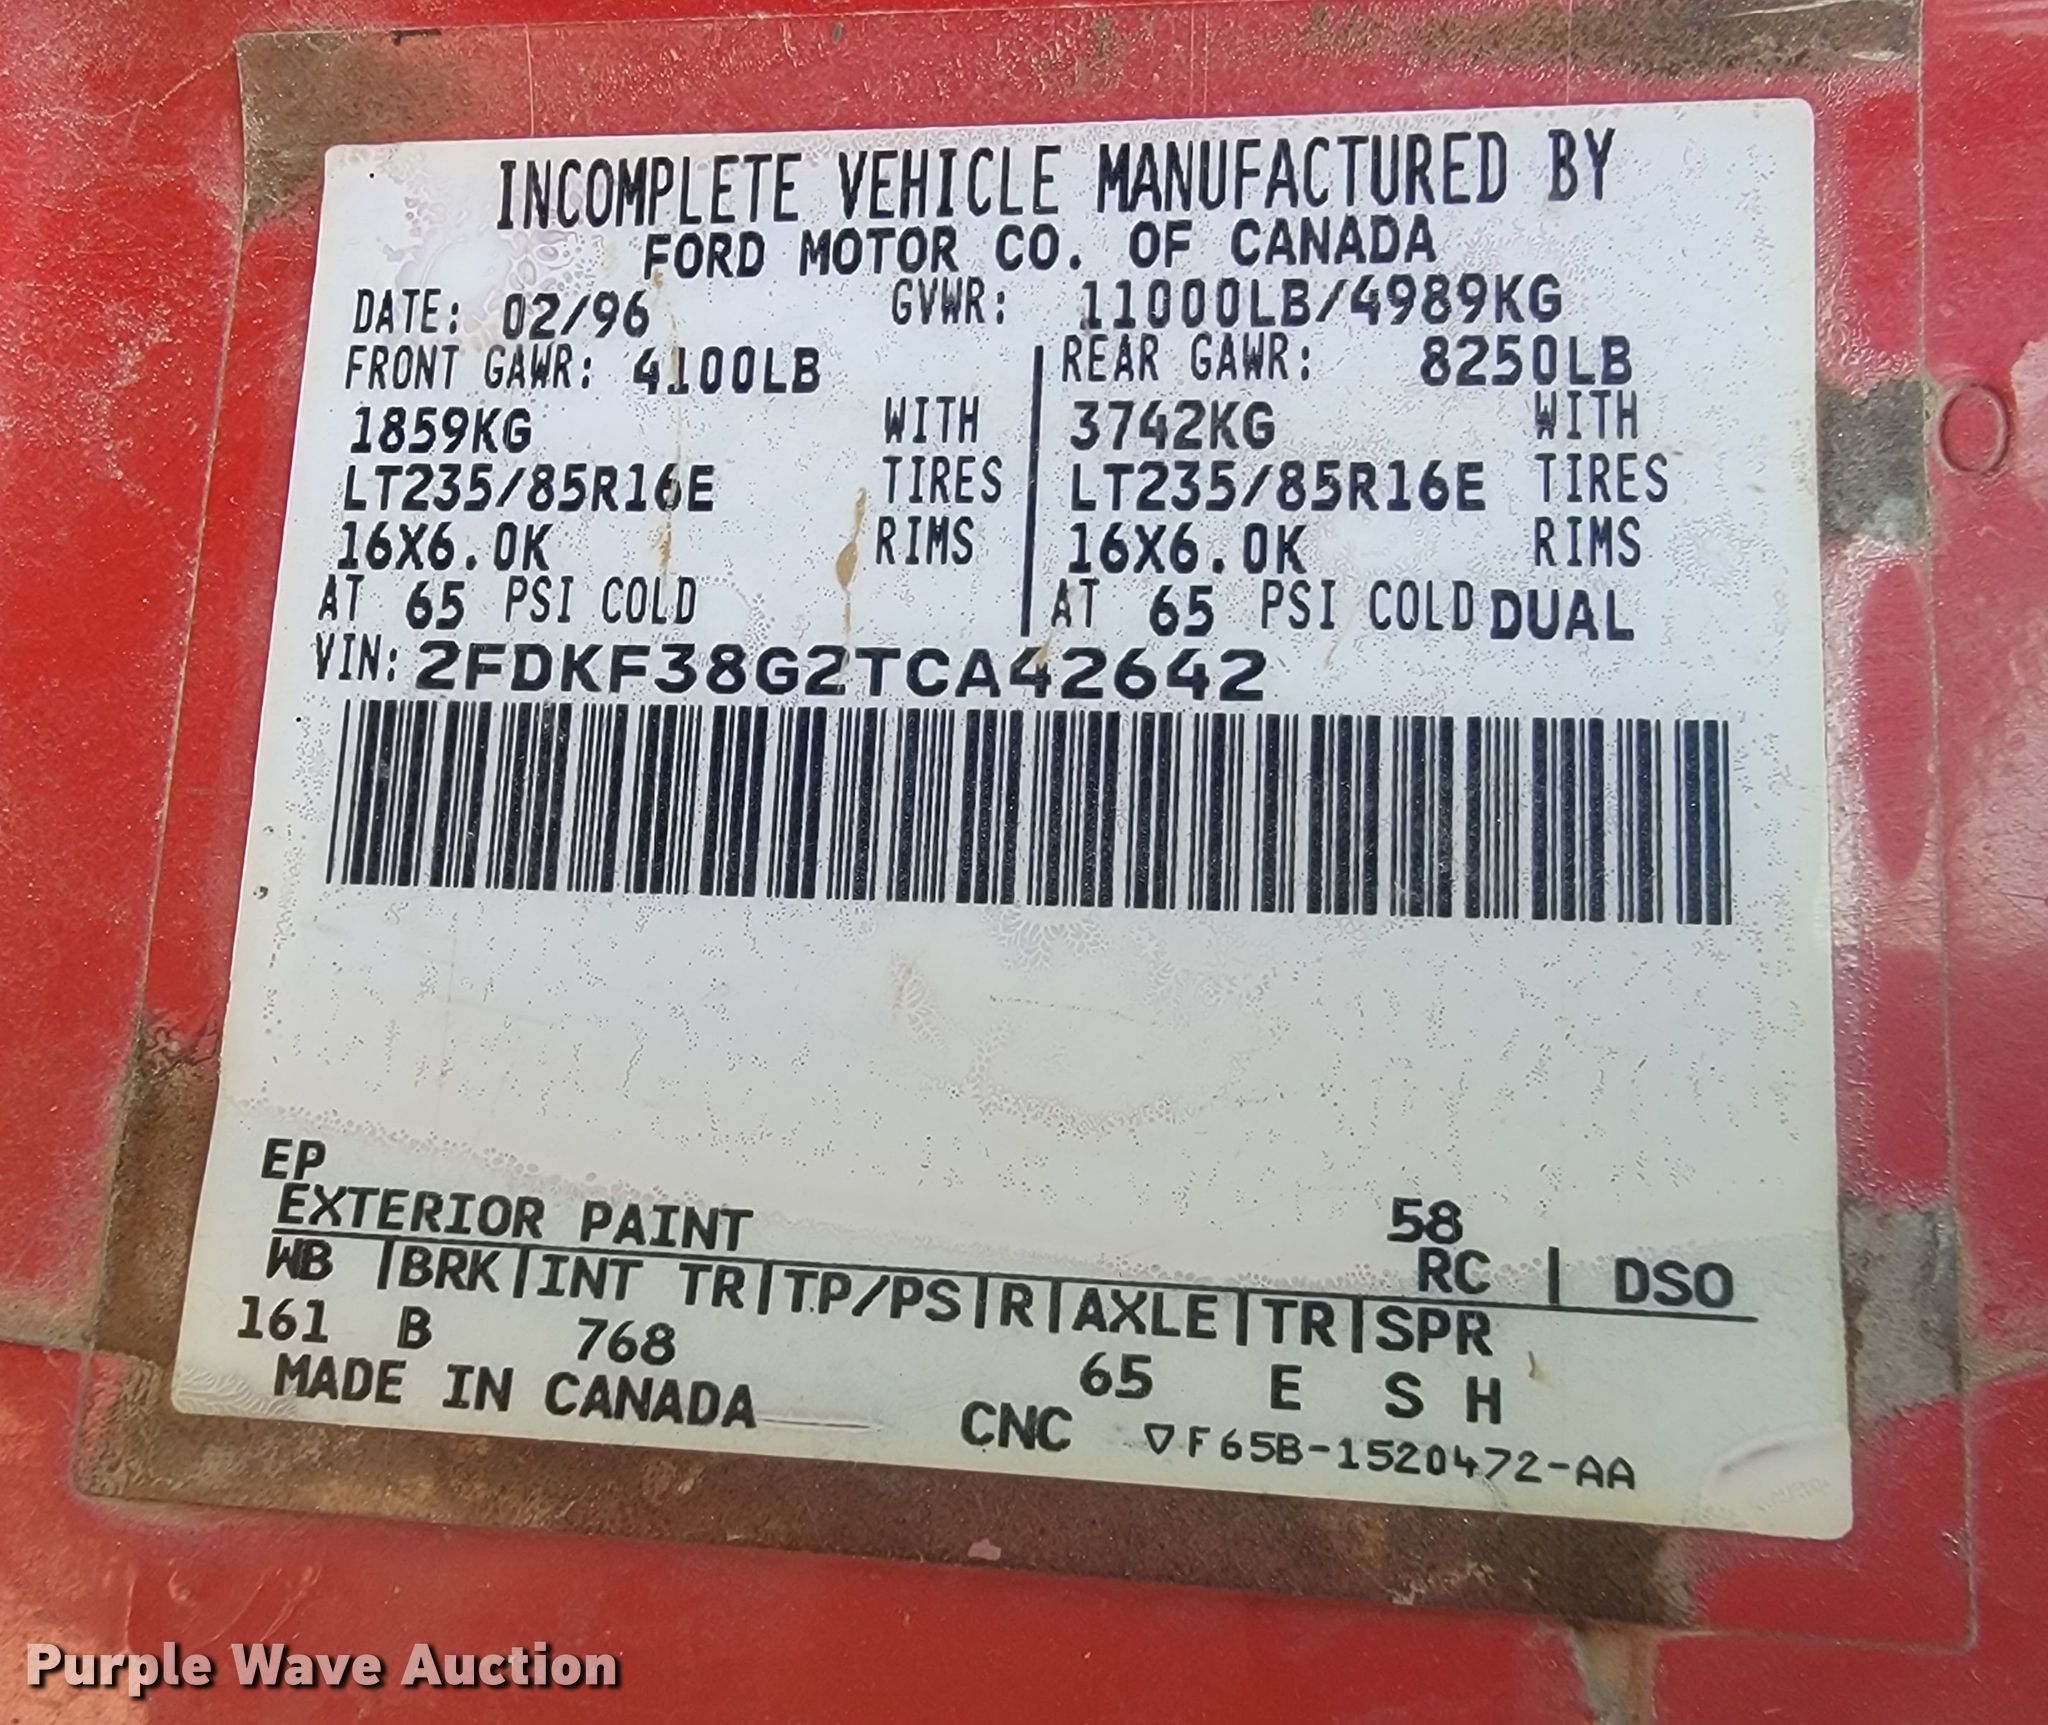 INCOMPLETE VEHICLE MANUFACTURED BY
FORD MOTOR CO. OF CANADA
DATE: 02/96 GVWR: 11000LB/4989KG
FRONT GAWR: 4100LB REAR GAWR: 8250LB
1859KG WITH 3742KG WITH
LT235/85R16E TIRES LT235/85R16E TIRES
16X6.0K RIMS 16X6.0K RIMS
AT 65 PSI COLD AT 65 PSI COLD DUAL
VIN: 2FDKF38G2TCA42642
EP 58
EXTERIOR PAINT RC | DSO
WB |BRK|INT TR|TP/PS|R|AXLE|TR|SPR
161 B 768 65 E S H
MADE IN CANADA CNC ▽F65B-1520472-AA
Purple Wave Auction